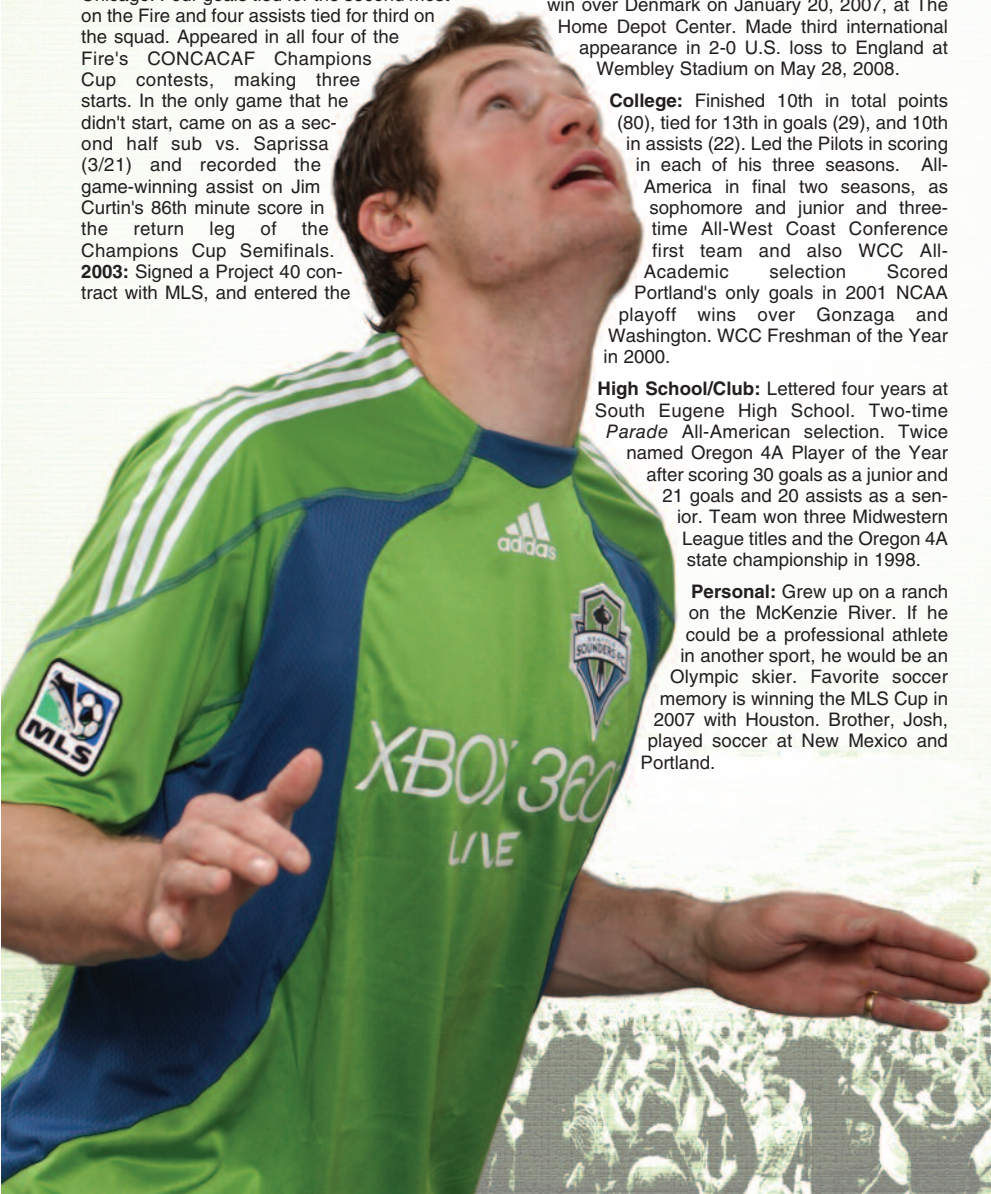 Chicago. Four goals tied for the second most
on the Fire and four assists tied for third on
the squad. Appeared in all four of the
Fire's CONCACAF Champions
Cup contests, making three
starts. In the only game that he
didn't start, came on as a sec-
ond half sub vs. Saprissa
(3/21) and recorded the
game-winning assist on Jim
Curtin's 86th minute score in
the return leg of the
Champions Cup Semifinals.
2003: Signed a Project 40 con-
tract with MLS, and entered the
win over Denmark on January 20, 2007, at The
Home Depot Center. Made third international
appearance in 2-0 U.S. loss to England at
Wembley Stadium on May 28, 2008.
College: Finished 10th in total points
(80), tied for 13th in goals (29), and 10th
in assists (22). Led the Pilots in scoring
in each of his three seasons. All-
America in final two seasons, as
sophomore and junior and three-
time All-West Coast Conference
first team and also WCC All-
Academic selection Scored
Portland's only goals in 2001 NCAA
playoff wins over Gonzaga and
Washington. WCC Freshman of the Year
in 2000.
High School/Club: Lettered four years at
South Eugene High School. Two-time
Parade All-American selection. Twice
named Oregon 4A Player of the Year
after scoring 30 goals as a junior and
21 goals and 20 assists as a sen-
ior. Team won three Midwestern
League titles and the Oregon 4A
state championship in 1998.
Personal: Grew up on a ranch
on the McKenzie River. If he
could be a professional athlete
in another sport, he would be an
Olympic skier. Favorite soccer
memory is winning the MLS Cup in
2007 with Houston. Brother, Josh,
played soccer at New Mexico and
Portland.
adidas
SEATTLE
SOUNDERS FC
MLS
XBOX 360
LIVE